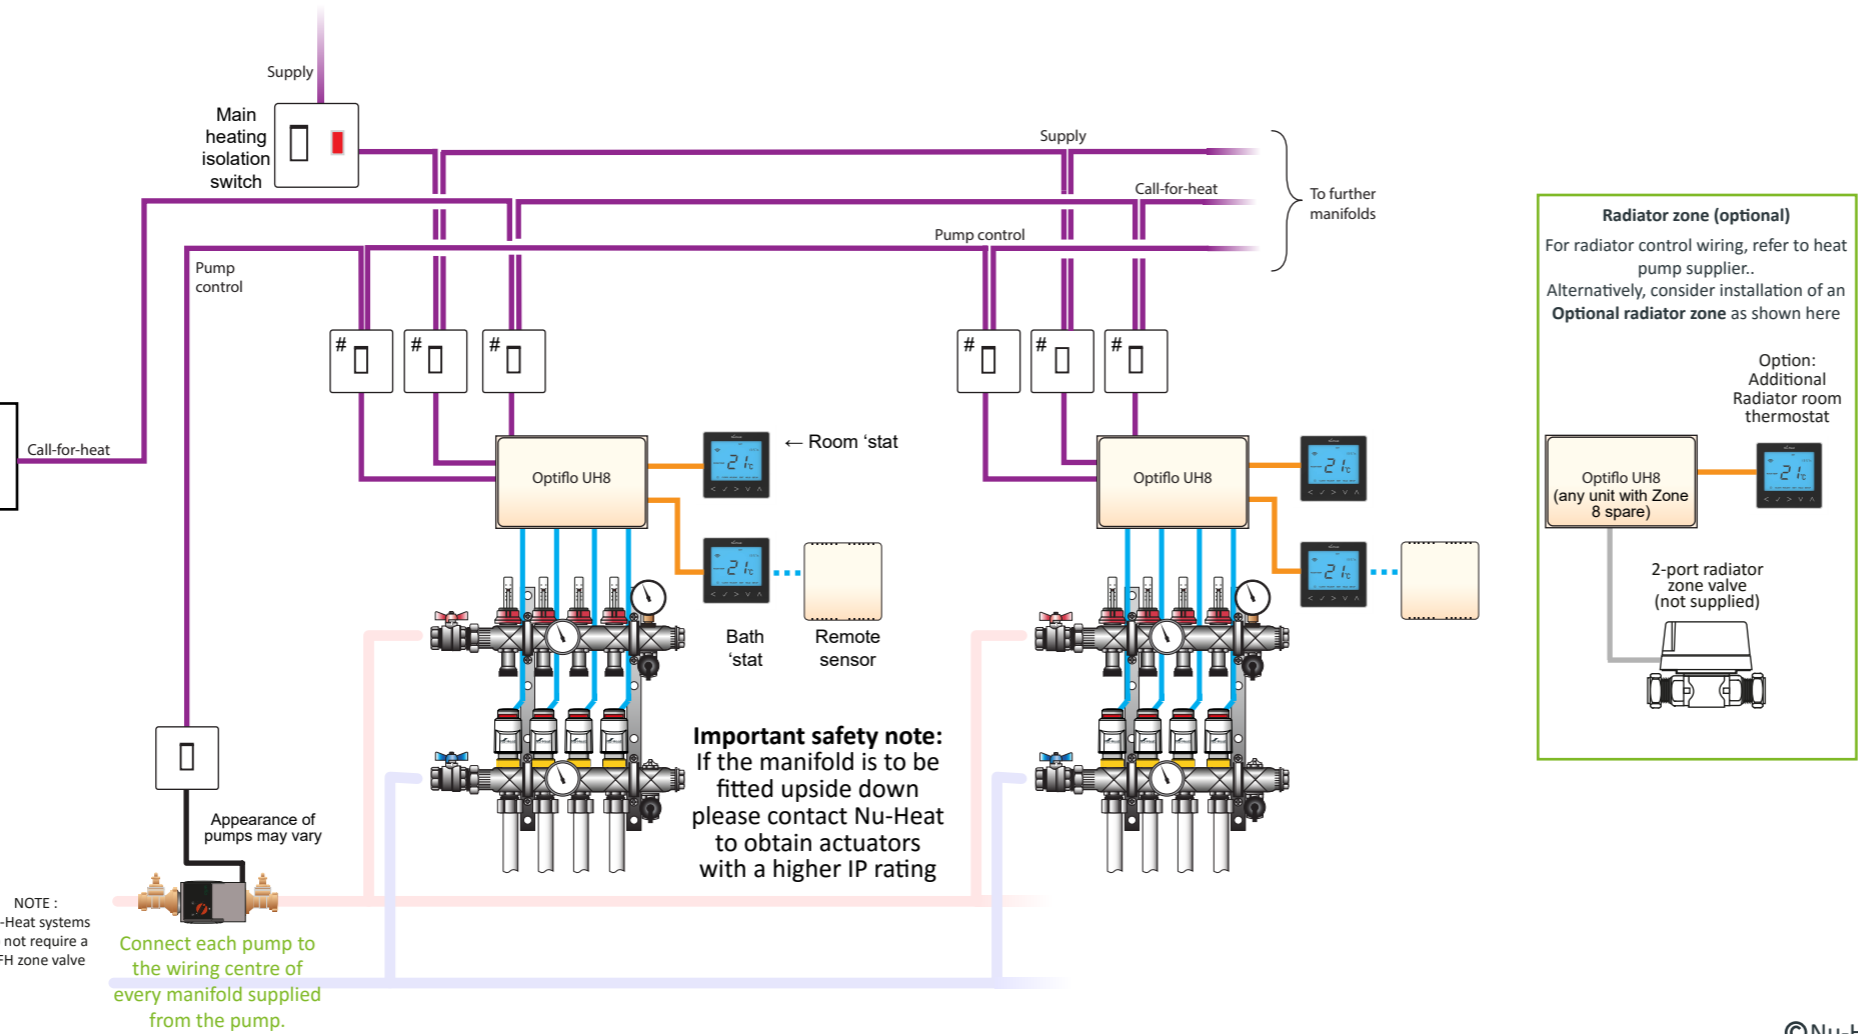 Supply
Main
heating
isolation
switch
Supply
Call-for-heat
Pump control
To further
manifolds
Pump
control
#
#
#
#
#
#
Call-for-heat
Optiflo UH8
← Room ‘stat
21°C
21°C
Bath
‘stat
Remote
sensor
Optiflo UH8
21°C
21°C
Radiator zone (optional)
For radiator control wiring, refer to heat
pump supplier..
Alternatively, consider installation of an
Optional radiator zone as shown here
Option:
Additional
Radiator room
thermostat
Optiflo UH8
(any unit with Zone
8 spare)
21°C
2-port radiator
zone valve
(not supplied)
Important safety note:
If the manifold is to be
fitted upside down
please contact Nu-Heat
to obtain actuators
with a higher IP rating
Appearance of
pumps may vary
NOTE :
-Heat systems
not require a
FH zone valve
Connect each pump to
the wiring centre of
every manifold supplied
from the pump.
© Nu-H